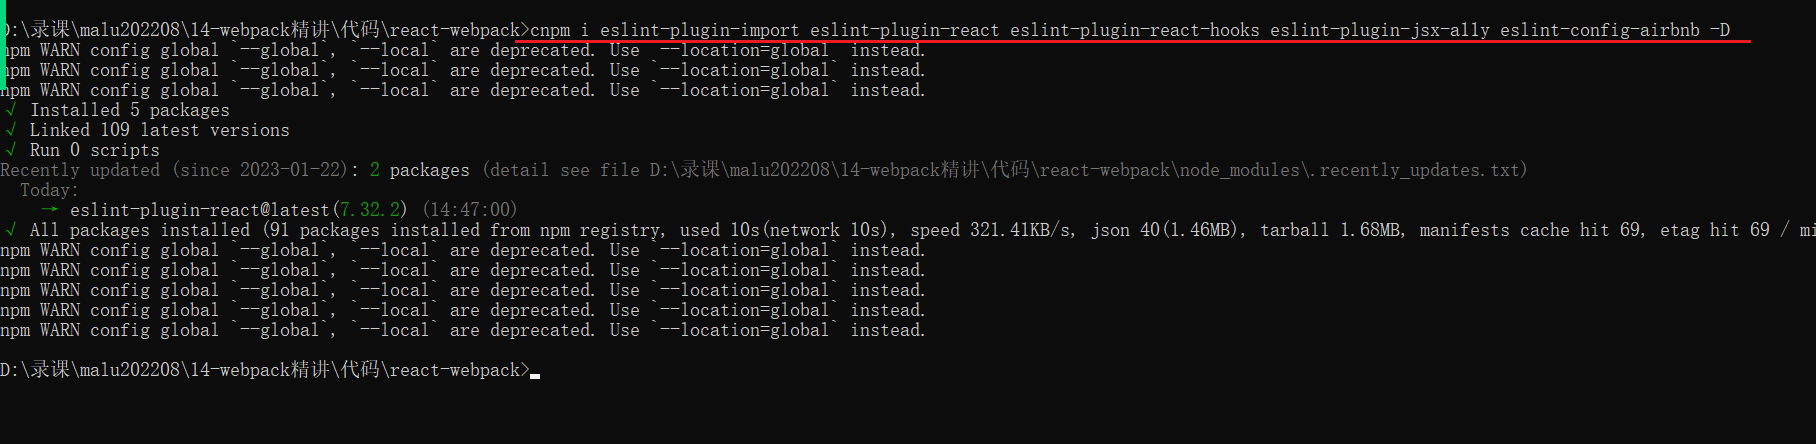 D:\录课\malu202208\14-webpack精讲\代码\react-webpack>cnpm i eslint-plugin-import eslint-plugin-react eslint-plugin-react-hooks eslint-plugin-jsx-ally eslint-config-airbnb -D
npm WARN config global `--global`, `--local` are deprecated. Use `--location=global` instead.
npm WARN config global `--global`, `--local` are deprecated. Use `--location=global` instead.
npm WARN config global `--global`, `--local` are deprecated. Use `--location=global` instead.
√ Installed 5 packages
√ Linked 109 latest versions
√ Run 0 scripts
Recently updated (since 2023-01-22): 2 packages (detail see file D:\录课\malu202208\14-webpack精讲\代码\react-webpack\node_modules\.recently_updates.txt)
Today:
→ eslint-plugin-react@latest(7.32.2) (14:47:00)
√ All packages installed (91 packages installed from npm registry, used 10s(network 10s), speed 321.41KB/s, json 40(1.46MB), tarball 1.68MB, manifests cache hit 69, etag hit 69 / mi
npm WARN config global `--global`, `--local` are deprecated. Use `--location=global` instead.
npm WARN config global `--global`, `--local` are deprecated. Use `--location=global` instead.
npm WARN config global `--global`, `--local` are deprecated. Use `--location=global` instead.
npm WARN config global `--global`, `--local` are deprecated. Use `--location=global` instead.
npm WARN config global `--global`, `--local` are deprecated. Use `--location=global` instead.
D:\录课\malu202208\14-webpack精讲\代码\react-webpack>